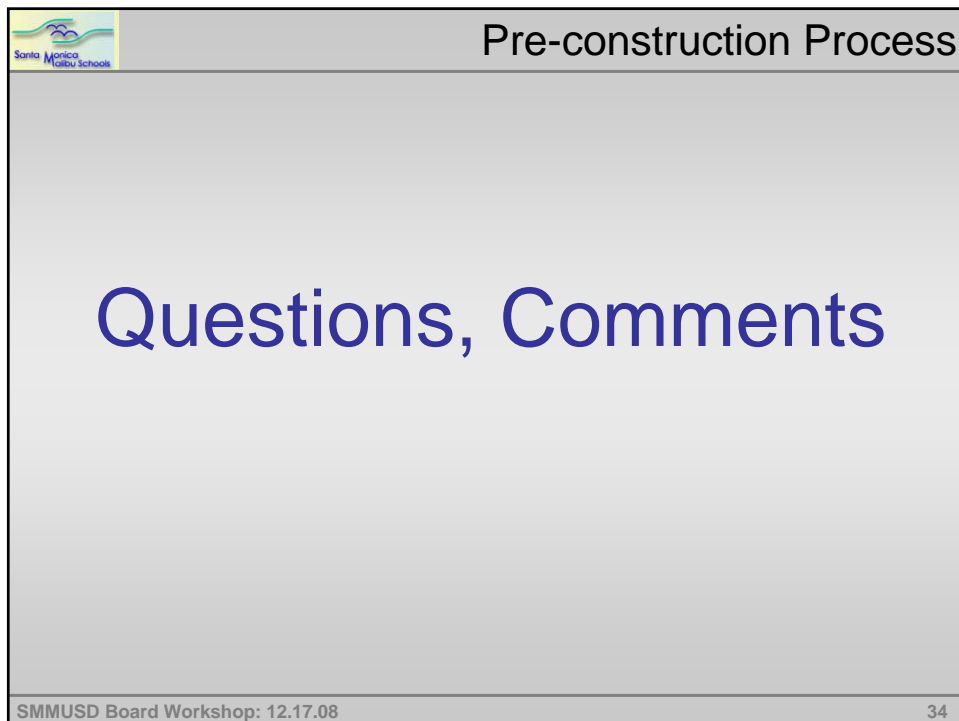 Santa Monica
Malibu Schools
Pre-construction Process
Questions, Comments
SMMUSD Board Workshop: 12.17.08 34